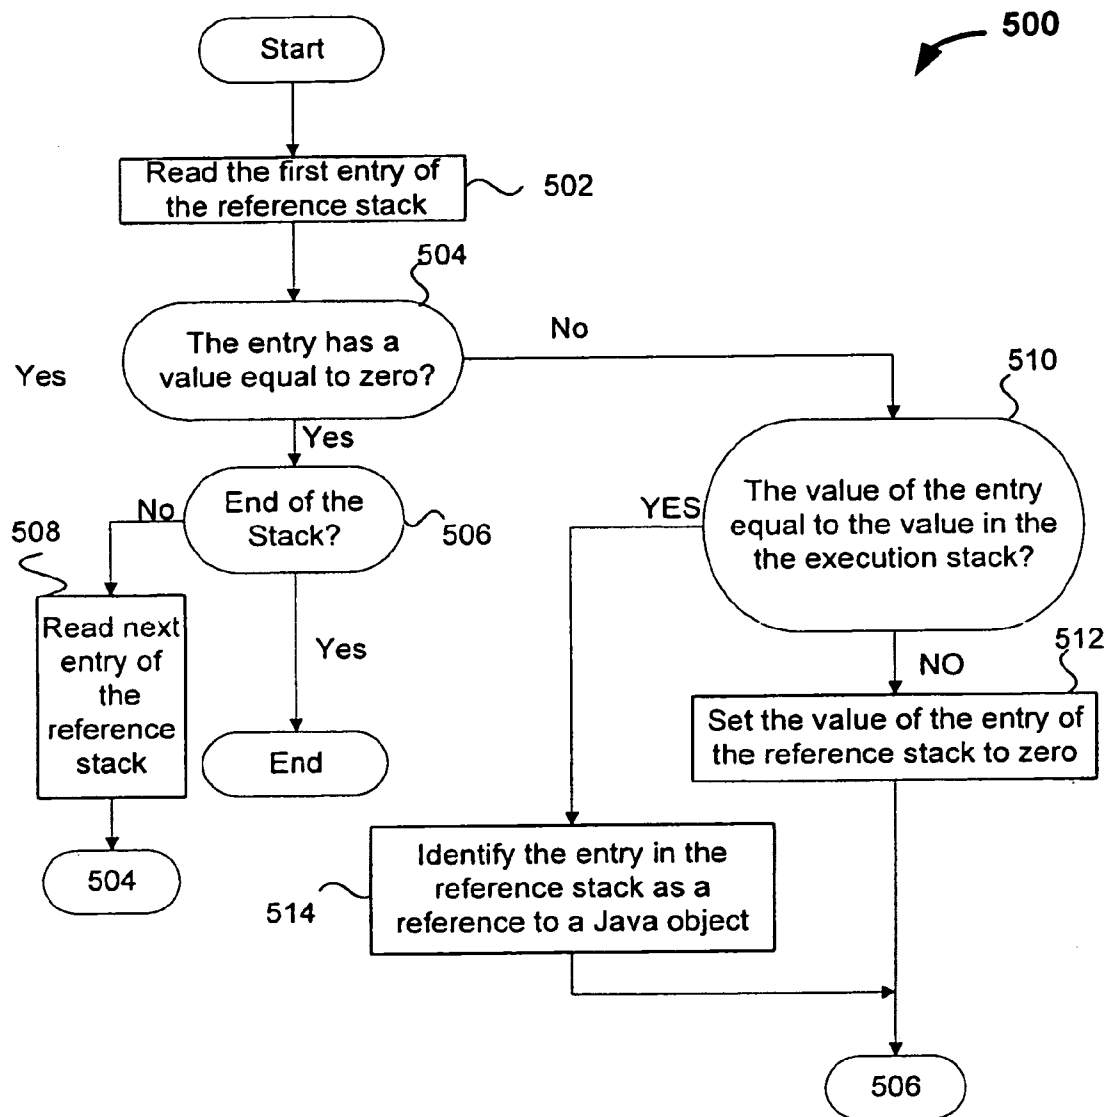 Start
500
Read the first entry of
the reference stack
502
504
The entry has a
value equal to zero?
No
Yes
510
Yes
End of the
Stack?
No
506
508
The value of the entry
equal to the value in the
the execution stack?
YES
Read next
entry of
the
reference
stack
Yes
NO
512
Set the value of the entry of
the reference stack to zero
End
504
Identify the entry in the
reference stack as a
reference to a Java object
514
506